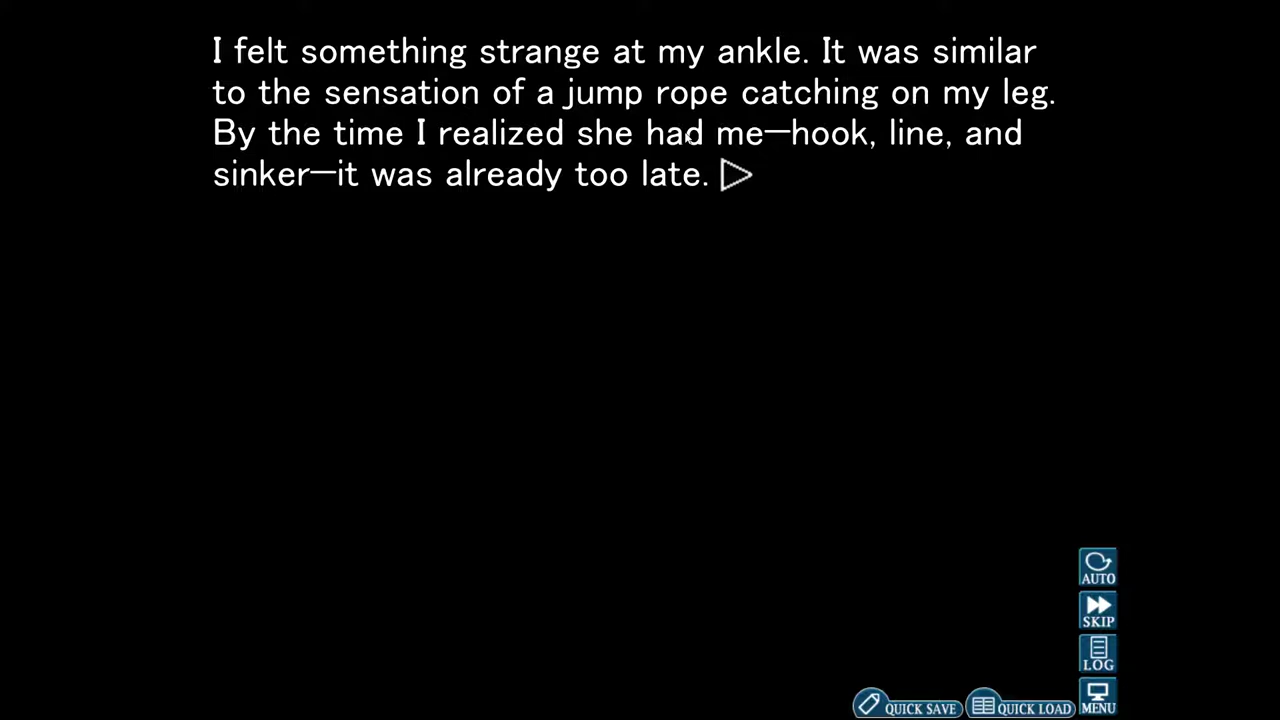 I felt something strange at my ankle. It was similar
to the sensation of a jump rope catching on my leg.
By the time I realized she had me—hook, line, and
sinker—it was already too late.
AUTO
SKIP
LOG
MENU
QUICK SAVE
QUICK LOAD